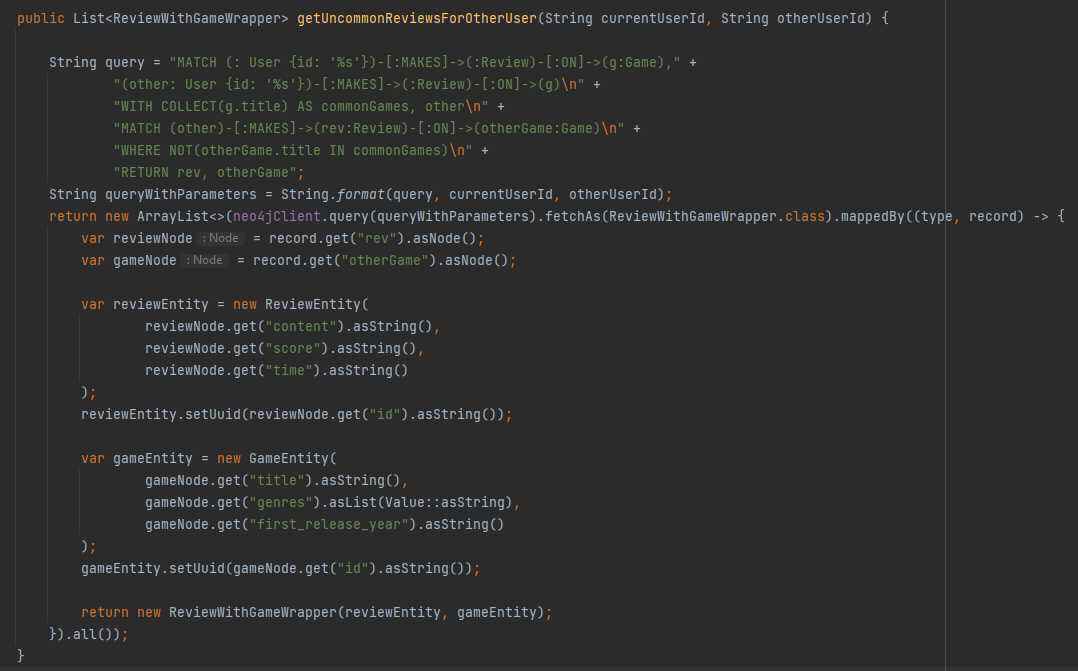 public List<ReviewWithGameWrapper> getUncommonReviewsForOtherUser(String currentUserId, String otherUserId) {
String query = "MATCH (: User {id: '%s'})-[:MAKES]->(:Review)-[:ON]->(g:Game)," +
"(other: User {id: '%s'})-[:MAKES]->(:Review)-[:ON]->(g)\n" +
"WITH COLLECT(g.title) AS commonGames, other\n" +
"MATCH (other)-[:MAKES]->(rev:Review)-[:ON]->(otherGame:Game)\n" +
"WHERE NOT(otherGame.title IN commonGames)\n" +
"RETURN rev, otherGame";
String queryWithParameters = String.format(query, currentUserId, otherUserId);
return new ArrayList<>(neo4jClient.query(queryWithParameters).fetchAs(ReviewWithGameWrapper.class).mappedBy((type, record) -> {
var reviewNode : Node = record.get("rev").asNode();
var gameNode : Node = record.get("otherGame").asNode();
var reviewEntity = new ReviewEntity(
reviewNode.get("content").asString(),
reviewNode.get("score").asString(),
reviewNode.get("time").asString()
);
reviewEntity.setUuid(reviewNode.get("id").asString());
var gameEntity = new GameEntity(
gameNode.get("title").asString(),
gameNode.get("genres").asList(Value::asString),
gameNode.get("first_release_year").asString()
);
gameEntity.setUuid(gameNode.get("id").asString());
return new ReviewWithGameWrapper(reviewEntity, gameEntity);
}).all());
}